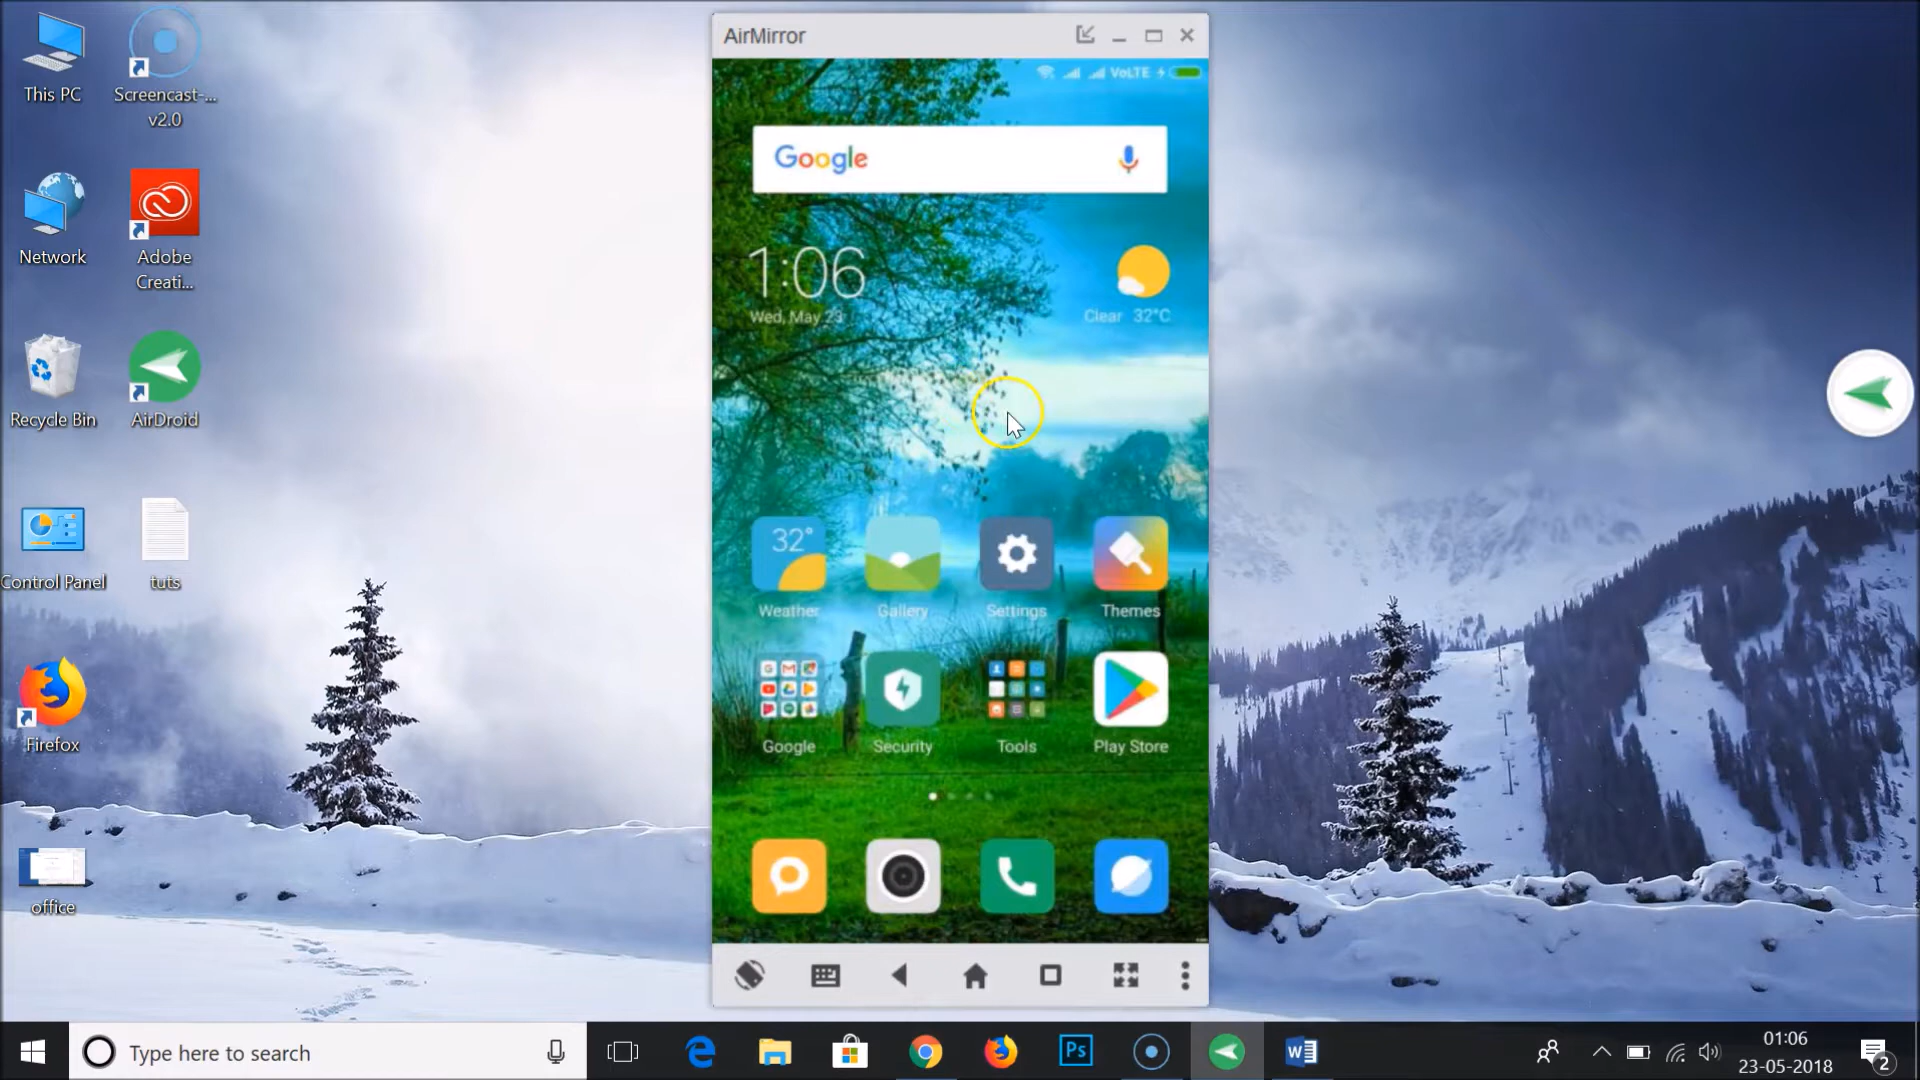 This PC
Screencast-...
v2.0
Network
Adobe
Creati...
Recycle Bin
AirDroid
Control Panel
tuts
Firefox
office
AirMirror
VoLTE
Google
1:06
Wed, May 23
Clear 32°C
32°
Weather
Gallery
Settings
Themes
Google
Security
Tools
Play Store
Type here to search
Ps
W
01:06
23-05-2018
2